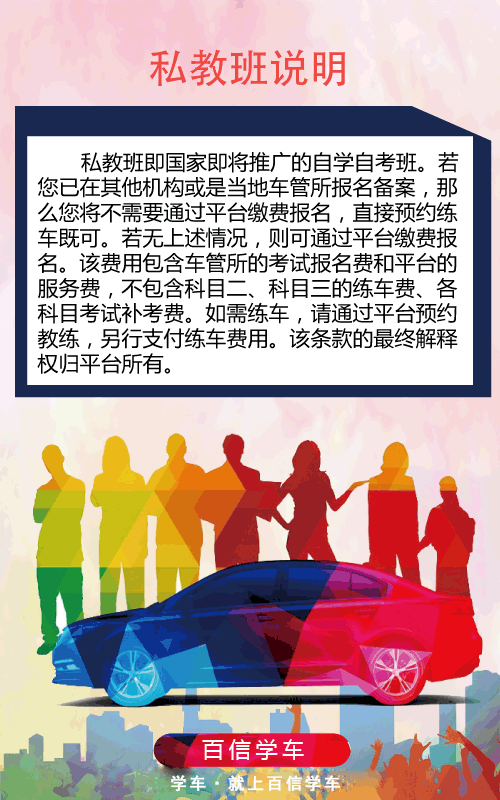 私教班说明
私教班即国家即将推广的自学自考班。若
您已在其他机构或是当地车管所报名备案，那
么您将不需要通过平台缴费报名，直接预约练
车既可。若无上述情况，则可通过平台缴费报
名。该费用包含车管所的考试报名费和平台的
服务费，不包含科目二、科目三的练车费、各
科目考试补考费。如需练车，请通过平台预约
教练，另行支付练车费用。该条款的最终解释
权归平台所有。
百信学车
学车·就上百信学车